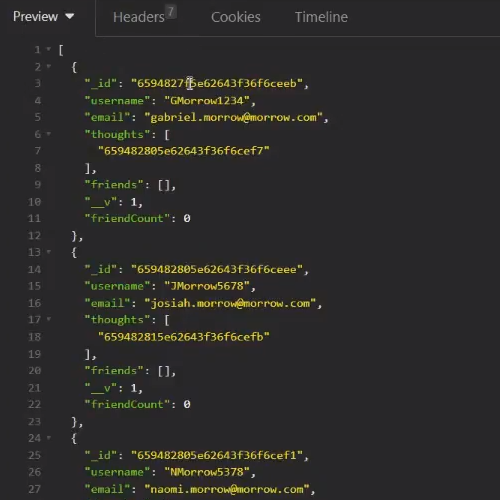 Preview Headers 7 Cookies Timeline
1 [
2 {
3 "_id": "6594827f5e62643f36f6ceeb",
4 "username": "GMorrow1234",
5 "email": "gabriel.morrow@morrow.com",
6 "thoughts": [
7 "659482805e62643f36f6cef7"
8 ],
9 "friends": [],
10 "__v": 1,
11 "friendCount": 0
12 },
13 {
14 "_id": "659482805e62643f36f6ceee",
15 "username": "JMorrow5678",
16 "email": "josiah.morrow@morrow.com",
17 "thoughts": [
18 "659482815e62643f36f6cefb"
19 ],
20 "friends": [],
21 "__v": 1,
22 "friendCount": 0
23 },
24 {
25 "_id": "659482805e62643f36f6cef1",
26 "username": "NMorrow5378",
27 "email": "naomi.morrow@morrow.com",